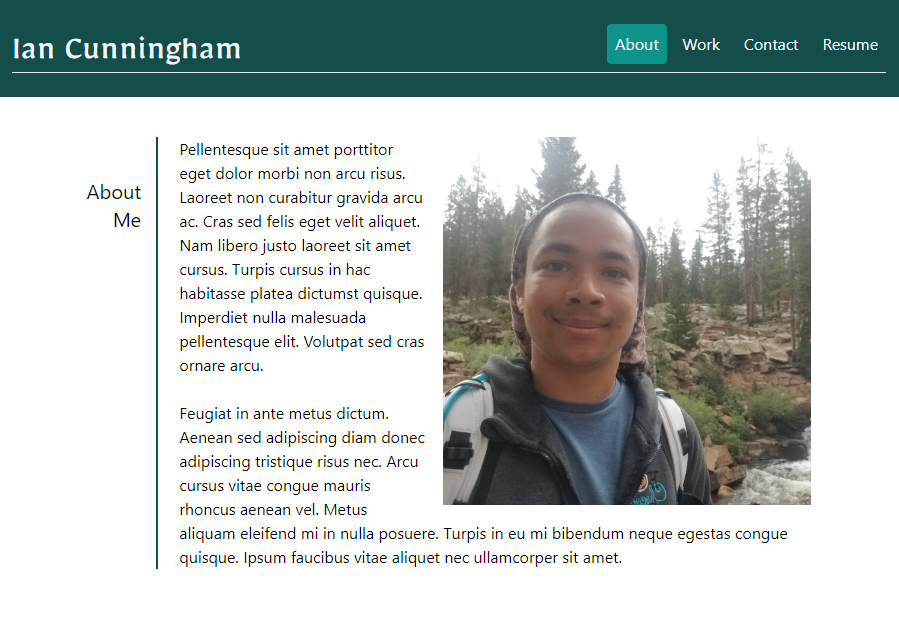 Ian Cunningham
About Work Contact Resume
About
Me
Pellentesque sit amet porttitor
eget dolor morbi non arcu risus.
Laoreet non curabitur gravida arcu
ac. Cras sed felis eget velit aliquet.
Nam libero justo laoreet sit amet
cursus. Turpis cursus in hac
habitasse platea dictumst quisque.
Imperdiet nulla malesuada
pellentesque elit. Volutpat sed cras
ornare arcu.
Feugiat in ante metus dictum.
Aenean sed adipiscing diam donec
adipiscing tristique risus nec. Arcu
cursus vitae congue mauris
rhoncus aenean vel. Metus
aliquam eleifend mi in nulla posuere. Turpis in eu mi bibendum neque egestas congue
quisque. Ipsum faucibus vitae aliquet nec ullamcorper sit amet.